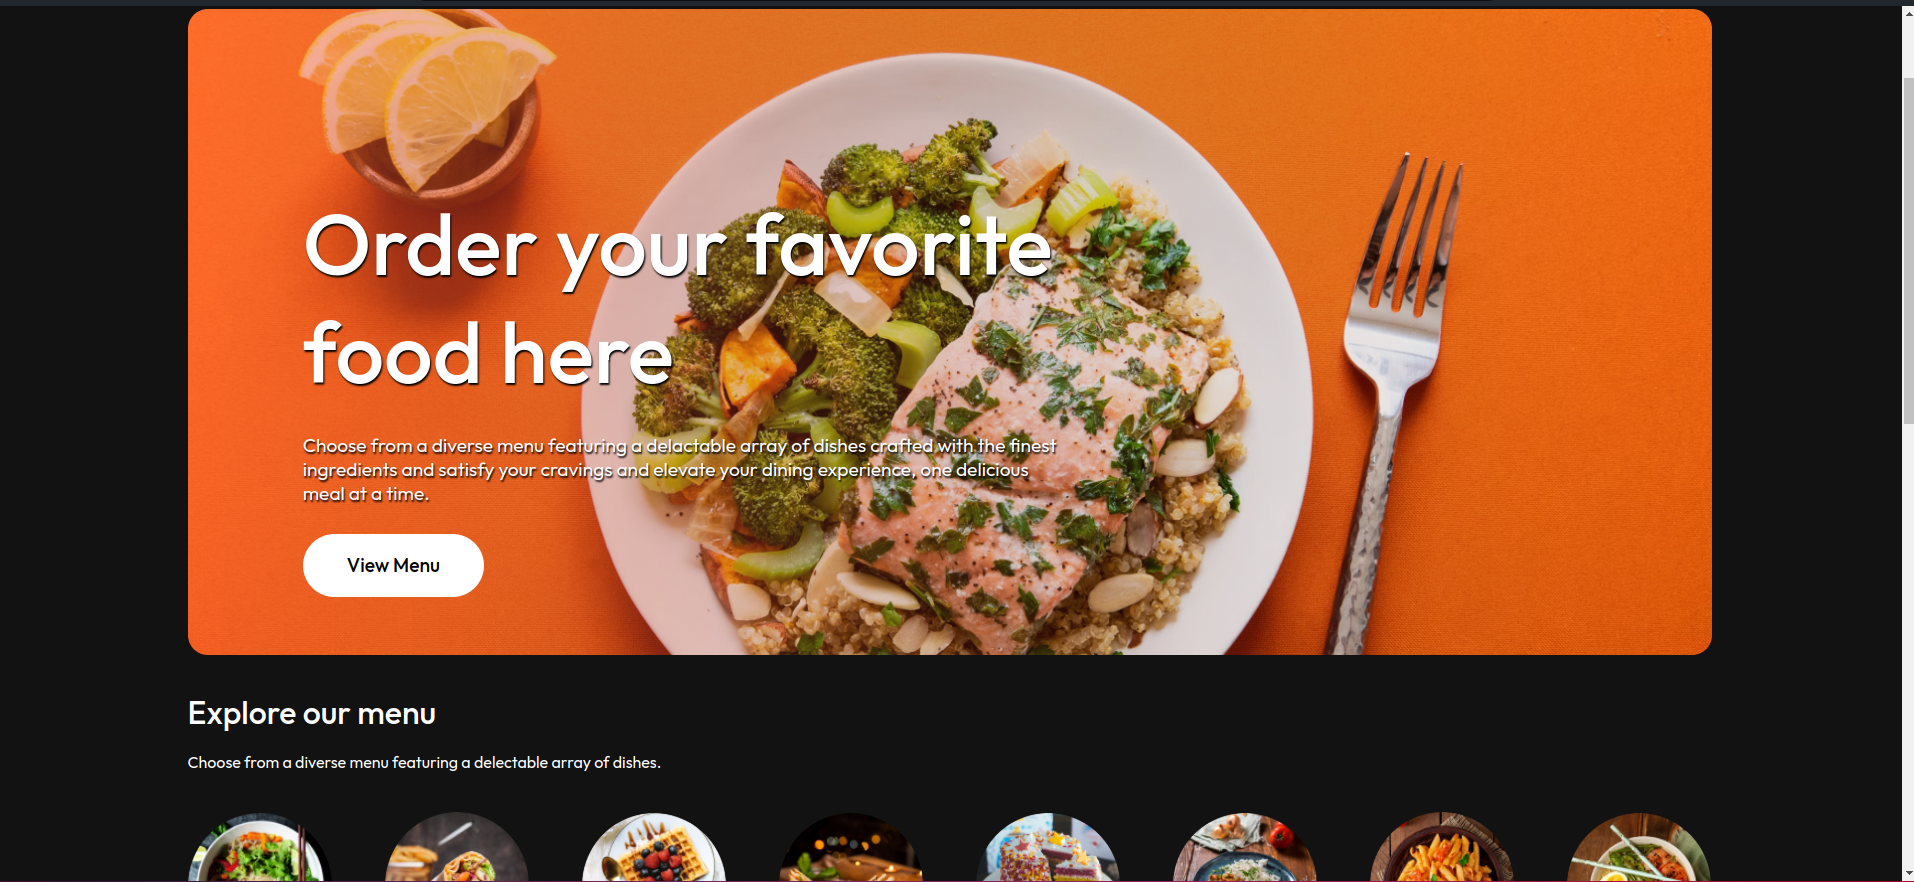 Order your favorite
food here
Choose from a diverse menu featuring a delactable array of dishes crafted with the finest
ingredients and satisfy your cravings and elevate your dining experience, one delicious
meal at a time.
View Menu
Explore our menu
Choose from a diverse menu featuring a delectable array of dishes.